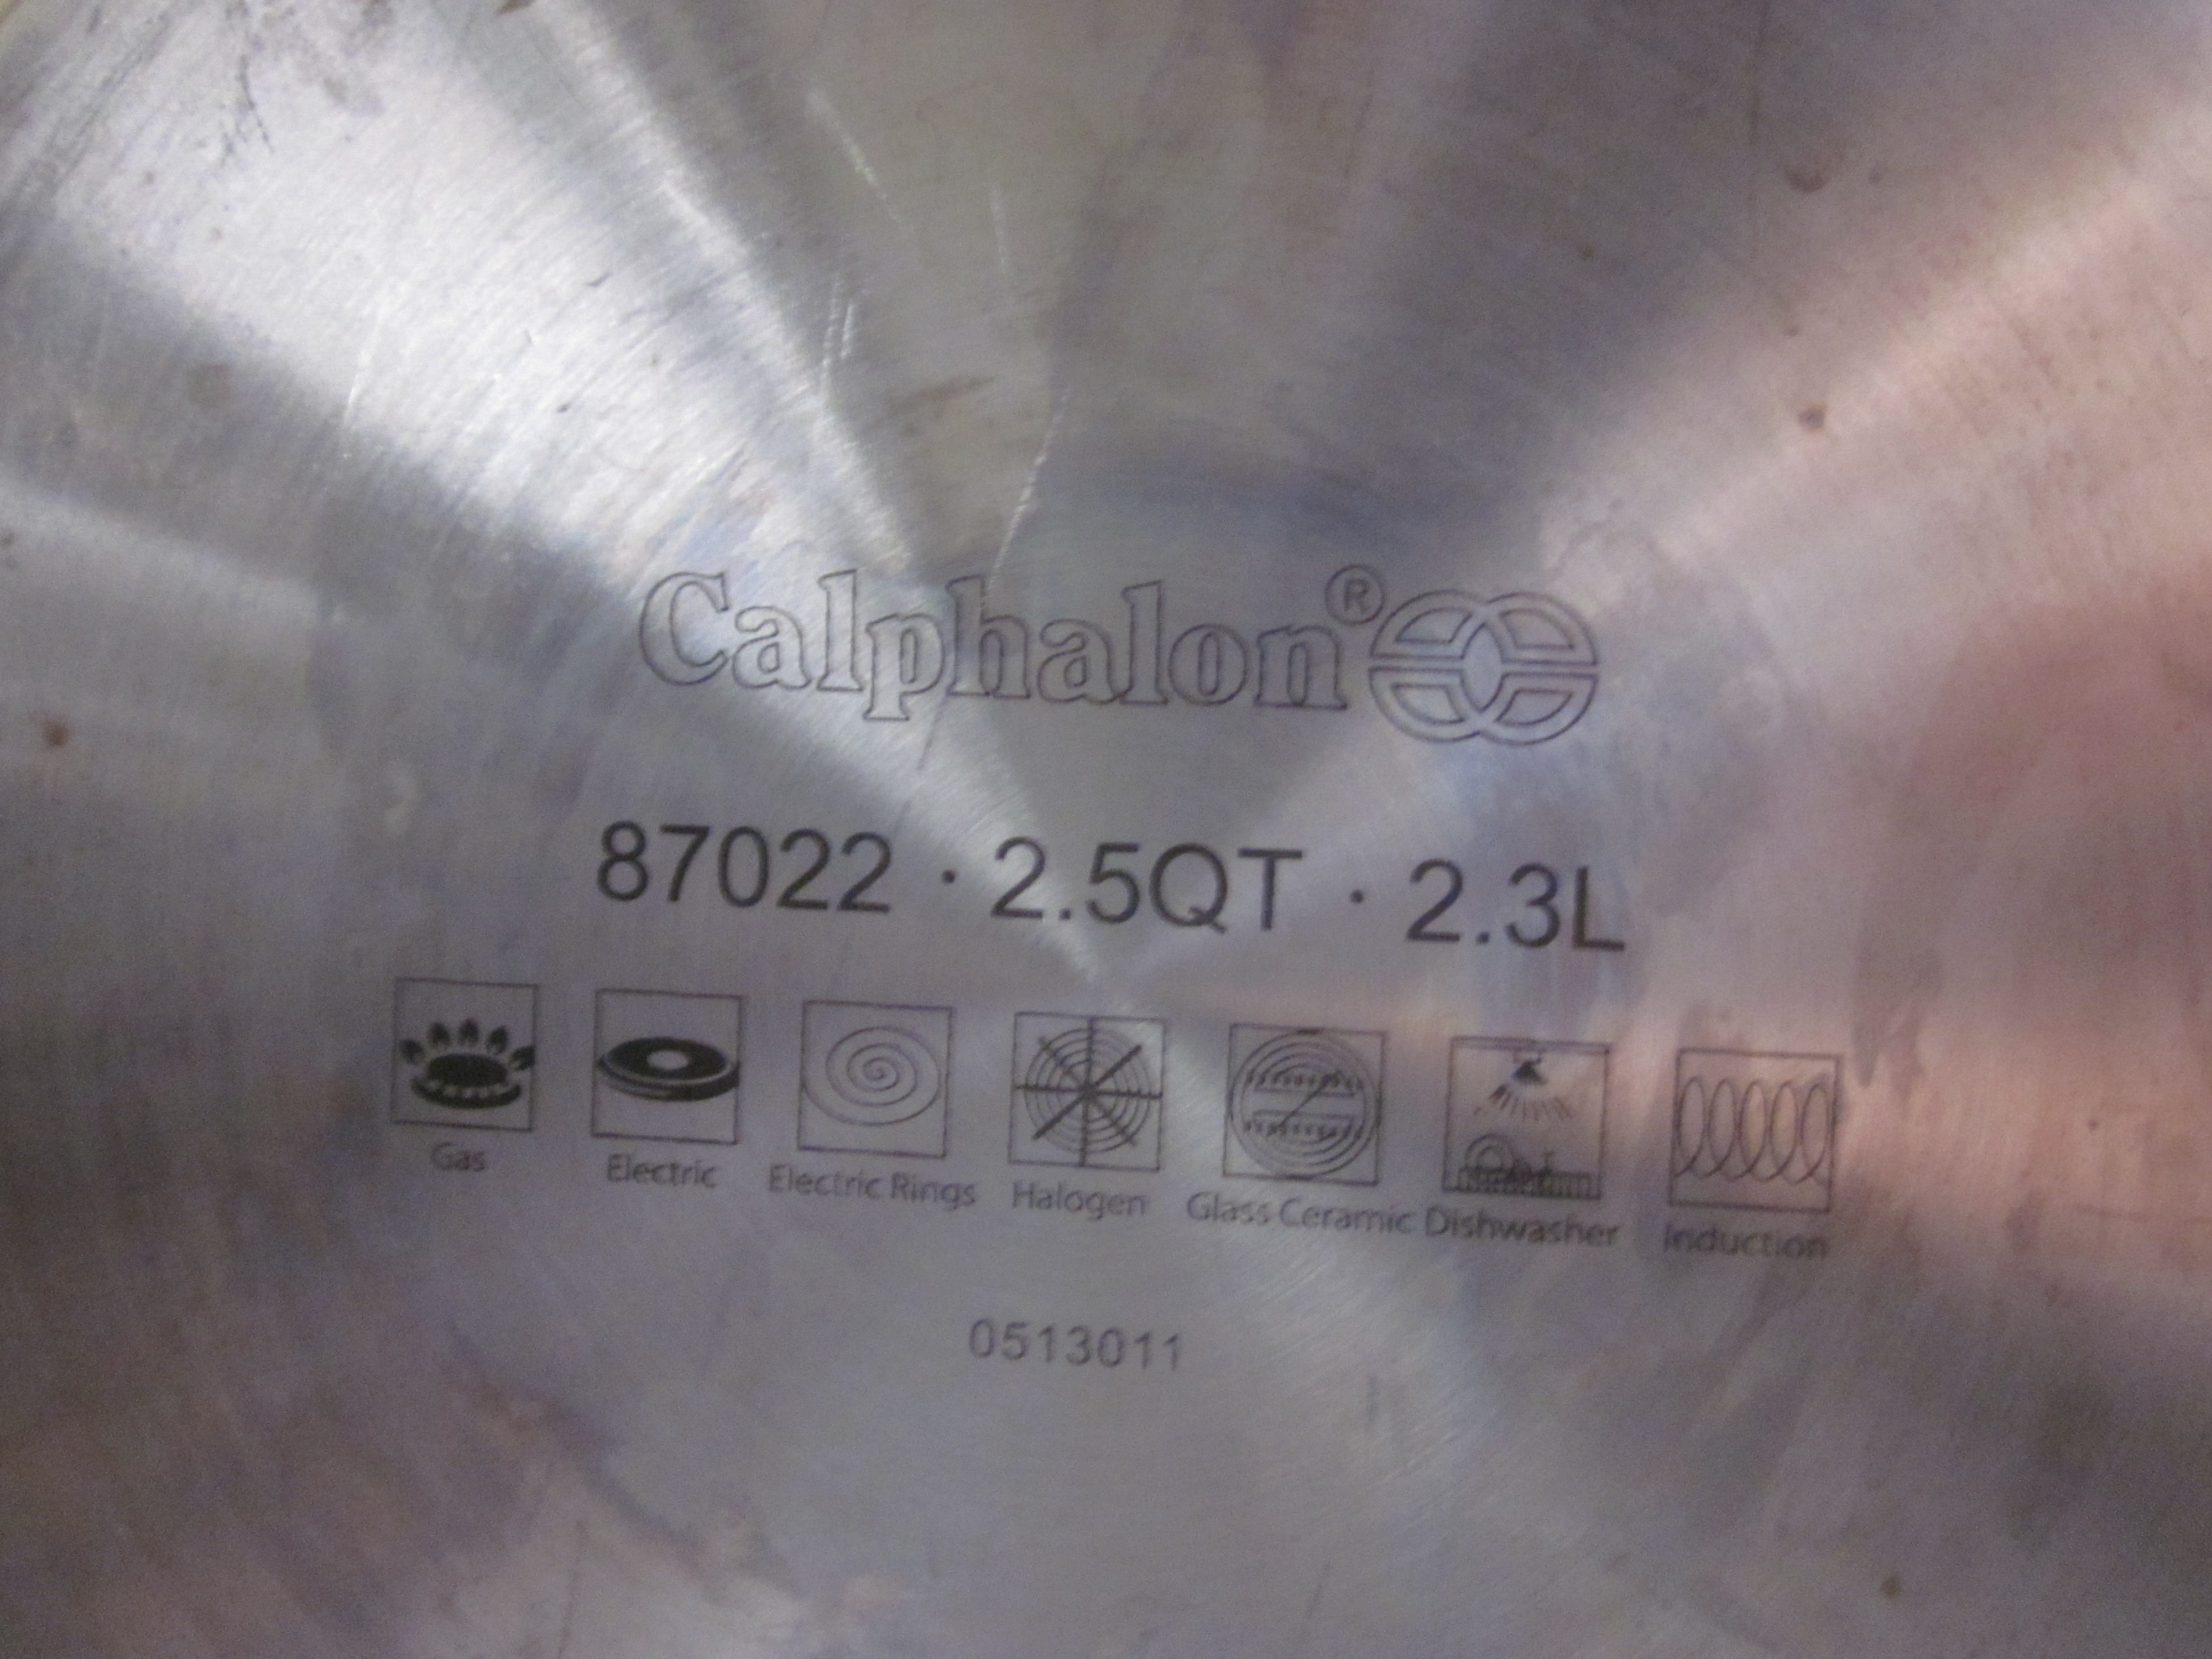 Calphalon®
87022 · 2.5QT · 2.3L
Gas Electric Electric Rings Halogen Glass Ceramic Dishwasher Induction
0513011